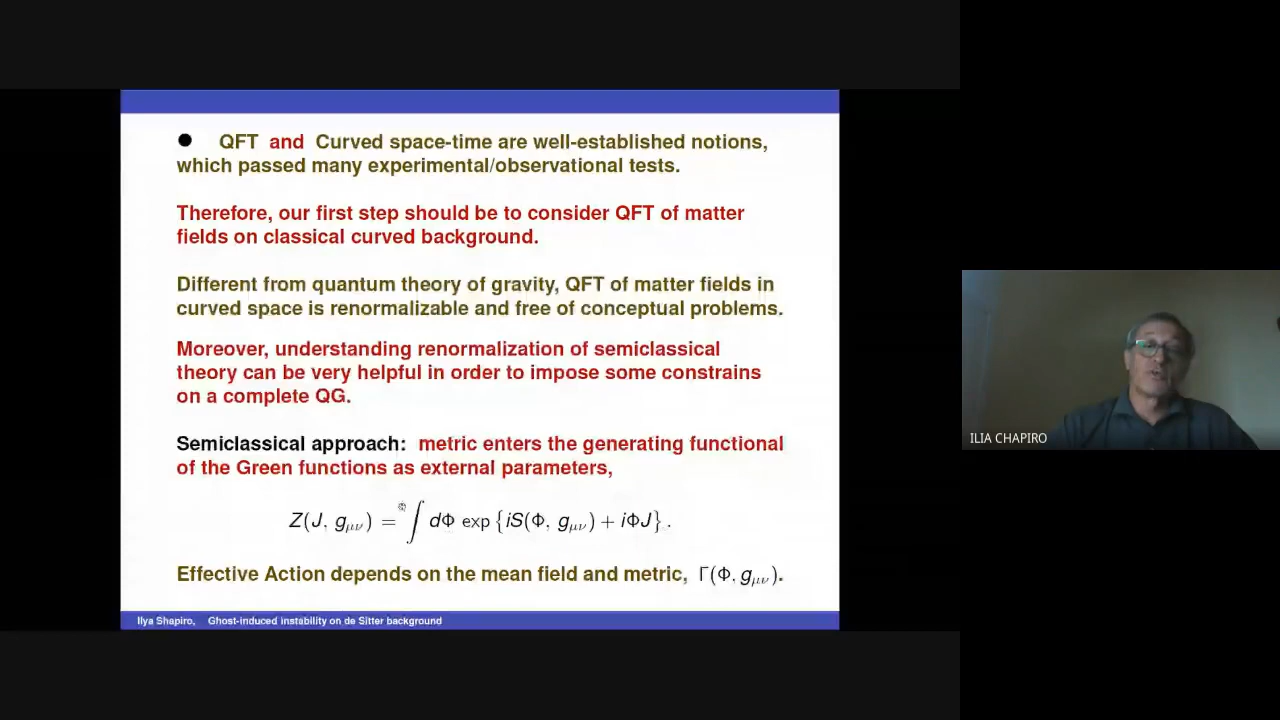 ● QFT and Curved space-time are well-established notions,
which passed many experimental/observational tests.
Therefore, our first step should be to consider QFT of matter
fields on classical curved background.
Different from quantum theory of gravity, QFT of matter fields in
curved space is renormalizable and free of conceptual problems.
Moreover, understanding renormalization of semiclassical
theory can be very helpful in order to impose some constrains
on a complete QG.
Semiclassical approach: metric enters the generating functional
of the Green functions as external parameters,
Z(J, g_μν) = ∫ dΦ exp {iS(Φ, g_μν) + iΦJ}.
Effective Action depends on the mean field and metric, Γ(Φ, g_μν).
Ilya Shapiro, Ghost-induced instability on de Sitter background
ILIA CHAPIRO